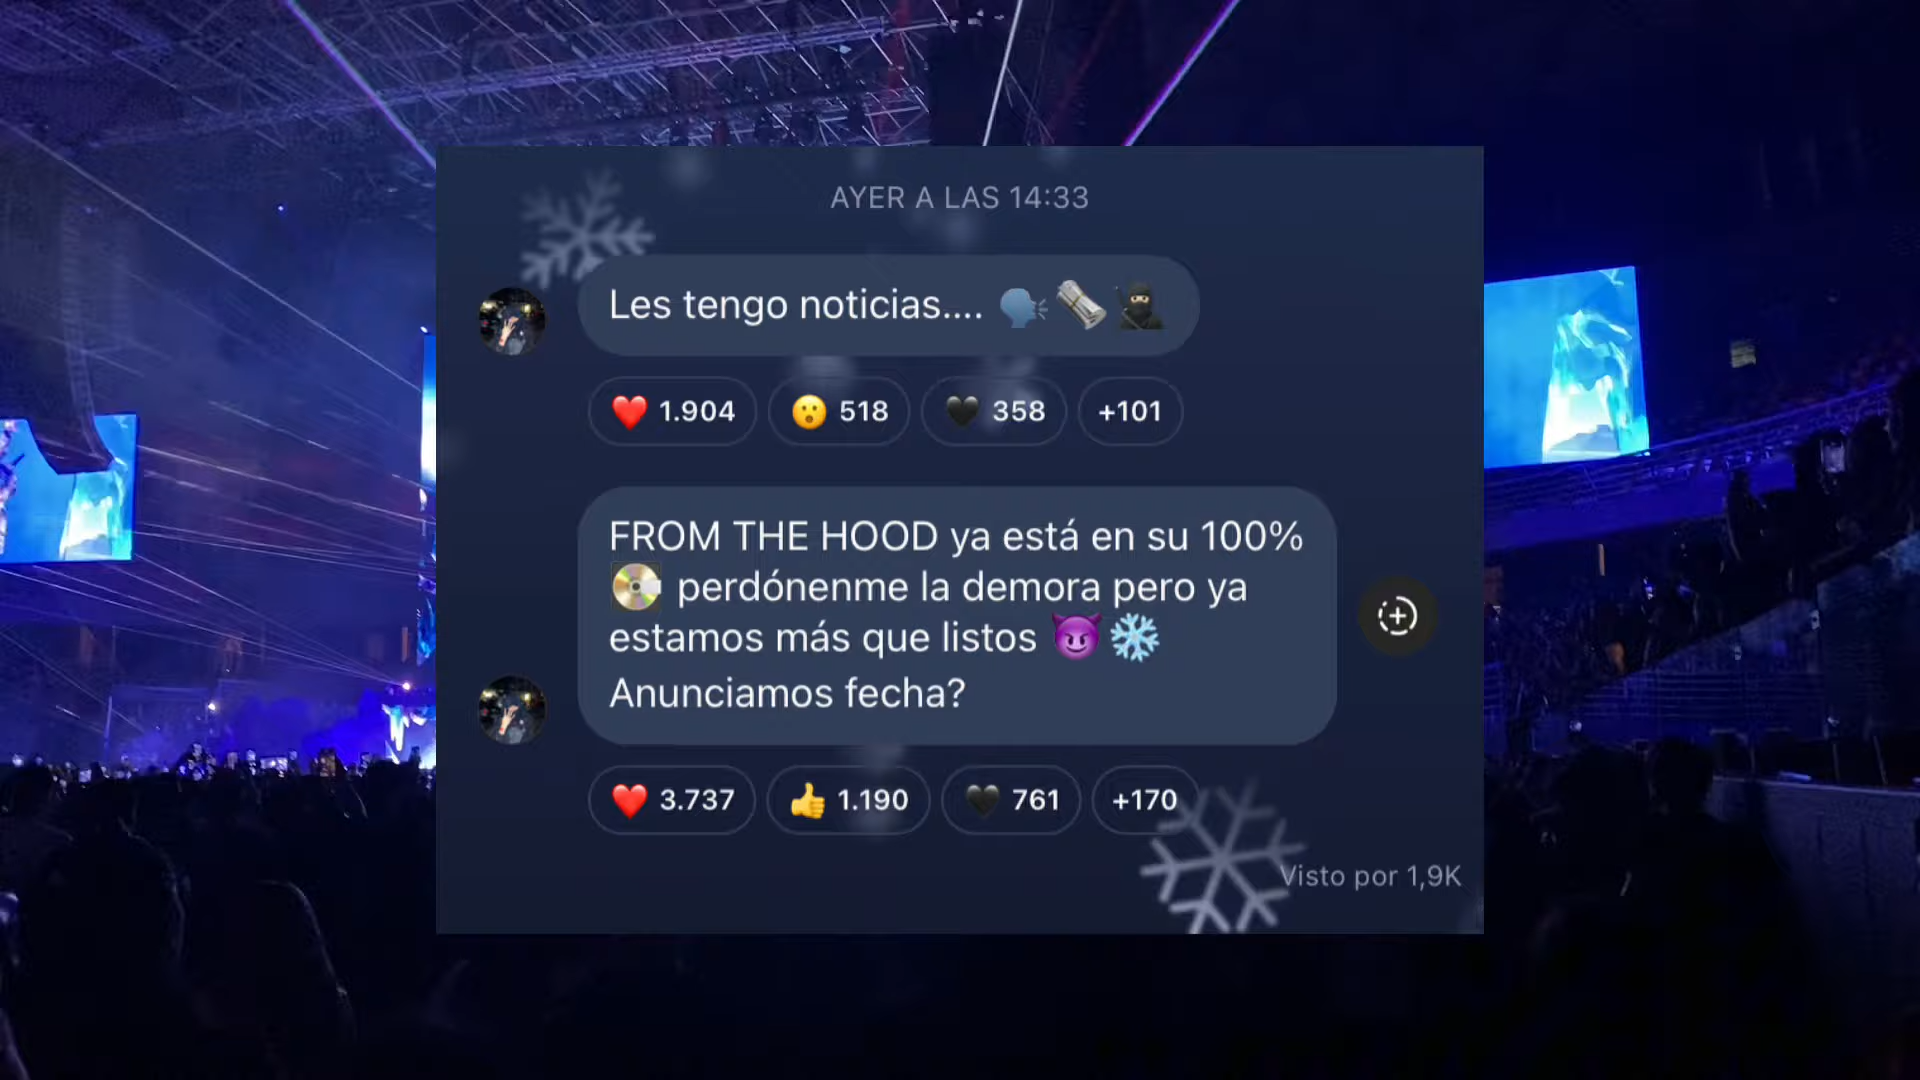 AYER A LAS 14:33
Les tengo noticias.... 🗣️🗞️🥷
❤️ 1.904 😮 518 🖤 358 +101
FROM THE HOOD ya está en su 100%
💿 perdónenme la demora pero ya
estamos más que listos 😈❄️
Anunciamos fecha?
❤️ 3.737 👍 1.190 🖤 761 +170
Visto por 1,9K